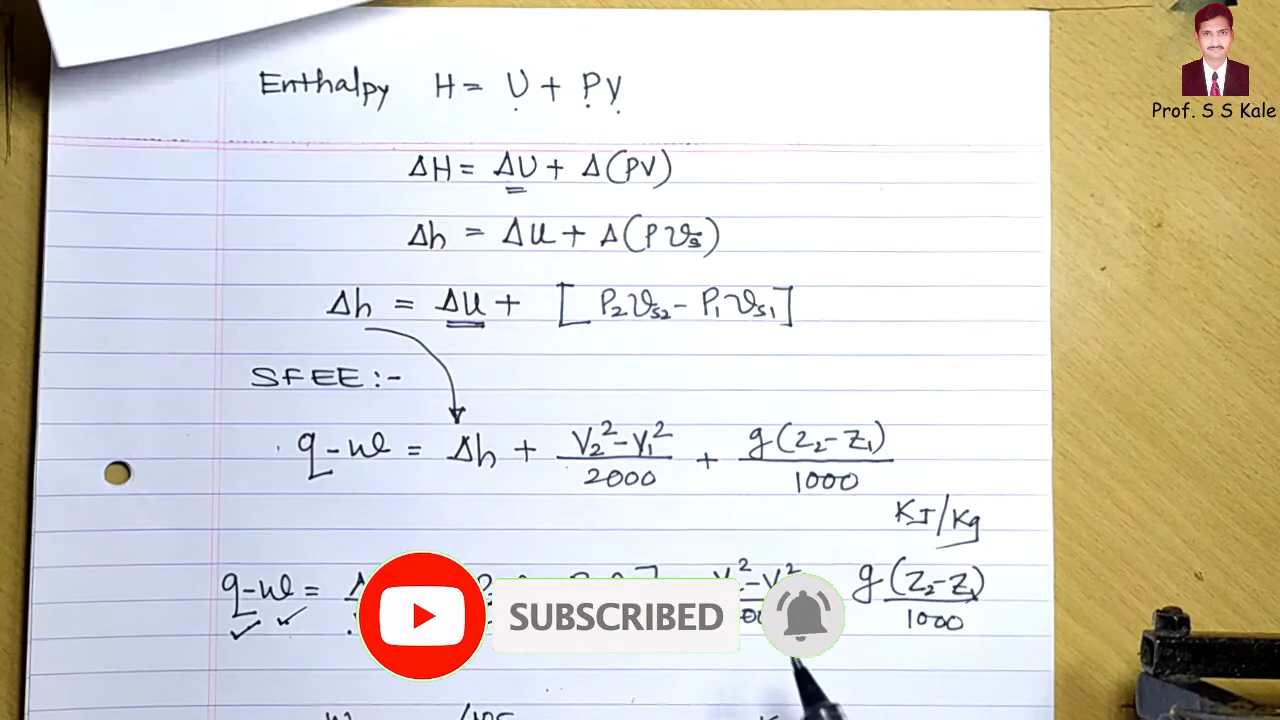 Prof. S S Kale
Enthalpy H = U + PV
ΔH = ΔU + Δ(PV)
Δh = Δu + Δ(P vₛ)
Δh = Δu + [ P₂vₛ₂ - P₁vₛ₁ ]
SFEE :-
q - w = Δh + V₂² - V₁² / 2000 + g(Z₂ - Z₁) / 1000
KJ/Kg
q - w = g(Z₂ - Z₁) / 1000
SUBSCRIBED